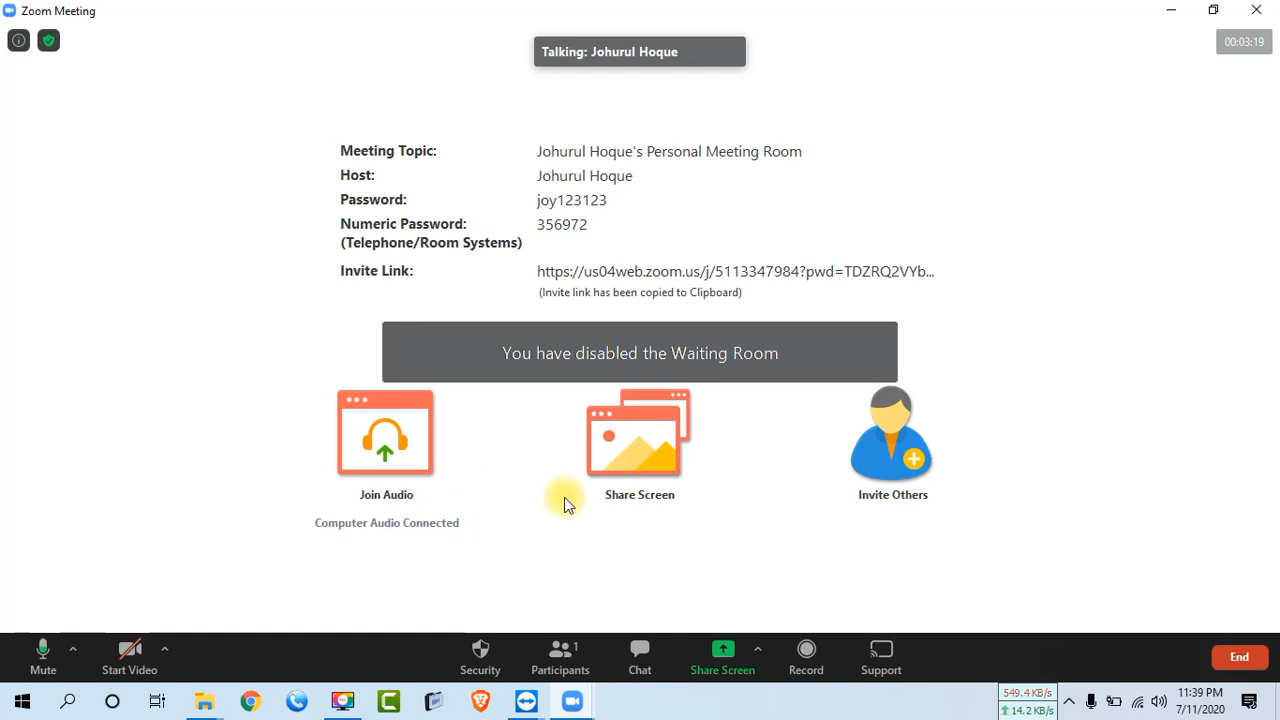 Zoom Meeting
Talking: Johurul Hoque
00:03:19
Meeting Topic: Johurul Hoque's Personal Meeting Room
Host: Johurul Hoque
Password: joy123123
Numeric Password: 356972
(Telephone/Room Systems)
Invite Link: https://us04web.zoom.us/j/5113347984?pwd=TDZRQ2VYb...
(Invite link has been copied to Clipboard)
You have disabled the Waiting Room
Join Audio Share Screen Invite Others
Computer Audio Connected
1
Mute Start Video Security Participants Chat Share Screen Record Support End
549.4 KB/s
14.2 KB/s
11:39 PM
7/11/2020